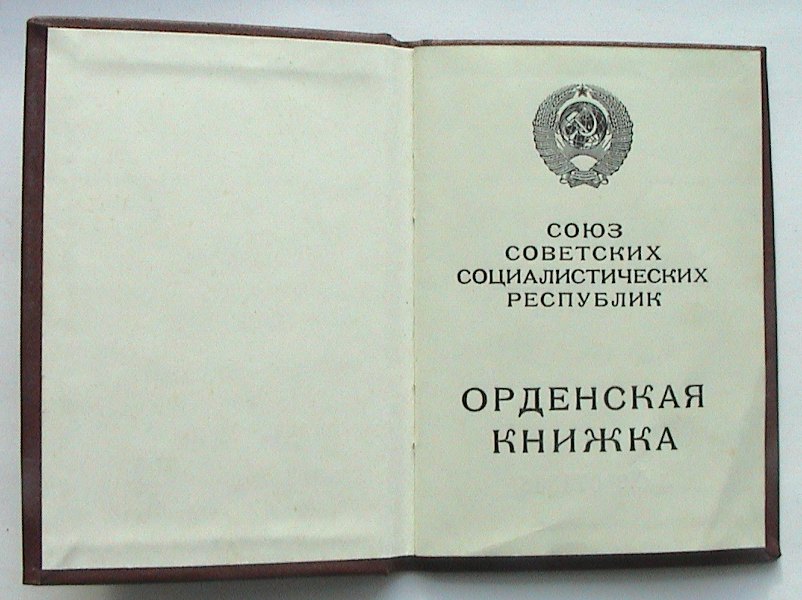 СОЮЗ
СОВЕТСКИХ
СОЦИАЛИСТИЧЕСКИХ
РЕСПУБЛИК
ОРДЕНСКАЯ
КНИЖКА